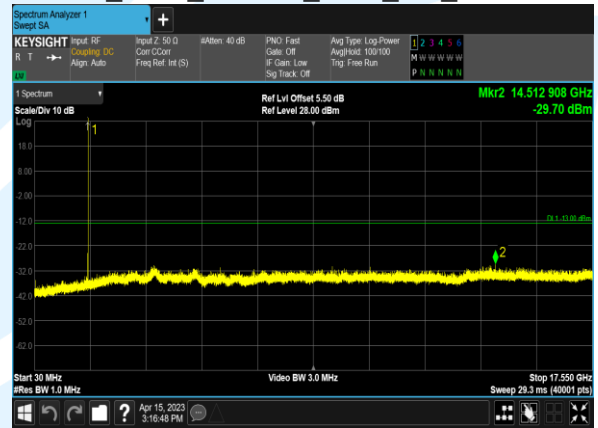 Spectrum Analyzer 1
Swept SA
+
KEYSIGHT
R T
LW
Input: RF
Coupling: DC
Align: Auto
Input Z: 50 Ω
Corr CCorr
Freq Ref: Int (S)
#Atten: 40 dB
PNO: Fast
Gate: Off
IF Gain: Low
Sig Track: Off
Avg Type: Log-Power
Avg|Hold: 100/100
Trig: Free Run
1 2 3 4 5 6
M W W W W W
P N N N N N
1 Spectrum
Scale/Div 10 dB
Log
Ref Lvl Offset 5.50 dB
Ref Level 28.00 dBm
Mkr2 14.512 908 GHz
-29.70 dBm
1
18.0
8.00
-2.00
-12.0
DL1 -13.00 dBm
-22.0
2
-32.0
-42.0
-52.0
-62.0
Start 30 MHz
#Res BW 1.0 MHz
Video BW 3.0 MHz
Stop 17.550 GHz
Sweep 29.3 ms (40001 pts)
?
Apr 15, 2023
3:16:48 PM